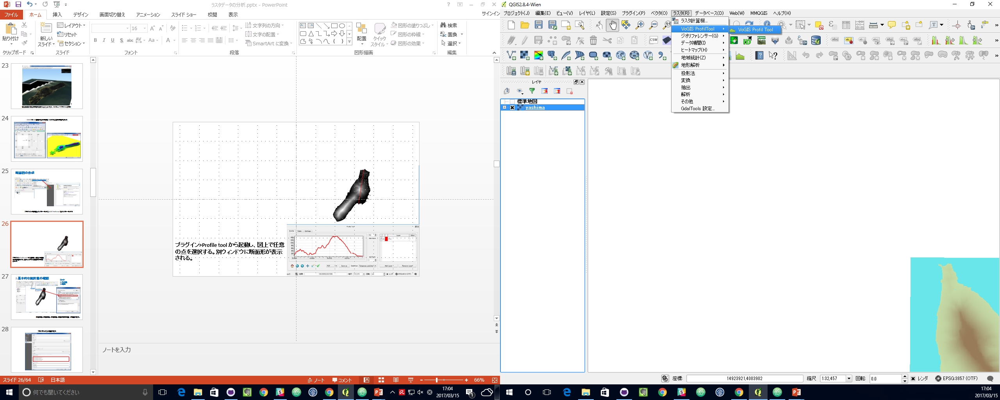 ラスタデータの分析.pptx - PowerPoint
ファイル
ホーム
挿入
デザイン
画面切り替え
アニメーション
スライド ショー
校閲
表示
サインイン
貼り付け
クリップボード
新しい
スライド
レイアウト
リセット
セクション
スライド
16
フォント
文字列の方向
文字の配置
SmartArt に変換
段落
配置
クイック
スタイル
図形の塗りつぶし
図形の枠線
図形の効果
図形描画
検索
置換
選択
編集
23
24
25
断面図の作成
26
27
3.基本的な統計量の確認
28
プラグイン>Profile tool から起動し、図上で任意
の点を選択する。別ウィンドウに断面形が表示
される。
Profile Tool
Profile
Table
Settings
Layer
Band
Add Layer
Remove Layer
PDF
Save as
Selection
Temporary polyline
ノートを入力
スライド 26/64
日本語
ノート
コメント
66%
何でも聞いてください
17:04
2017/03/15
QGIS2.8.4-Wien
プロジェクト(J)
編集(E)
ビュー(V)
レイヤ(L)
設定(S)
プラグイン(P)
ベクタ(O)
ラスタ(R)
データベース(D)
Web(W)
MMQGIS
ヘルプ(H)
ラスタ計算機...
VoGIS ProfilTool
VoGIS Profil Tool
ジオリファレンサー(G)
データ補間(I)
ヒートマップ(H)
地域統計(Z)
地形解析
投影法
変換
抽出
解析
その他
GdalTools 設定...
CSW
レイヤ
標準地図
yashima
座標:
14923921,4083902
縮尺
1:32,457
回転:
0.0
レンダ
EPSG:3857 (OTF)
17:04
2017/03/15